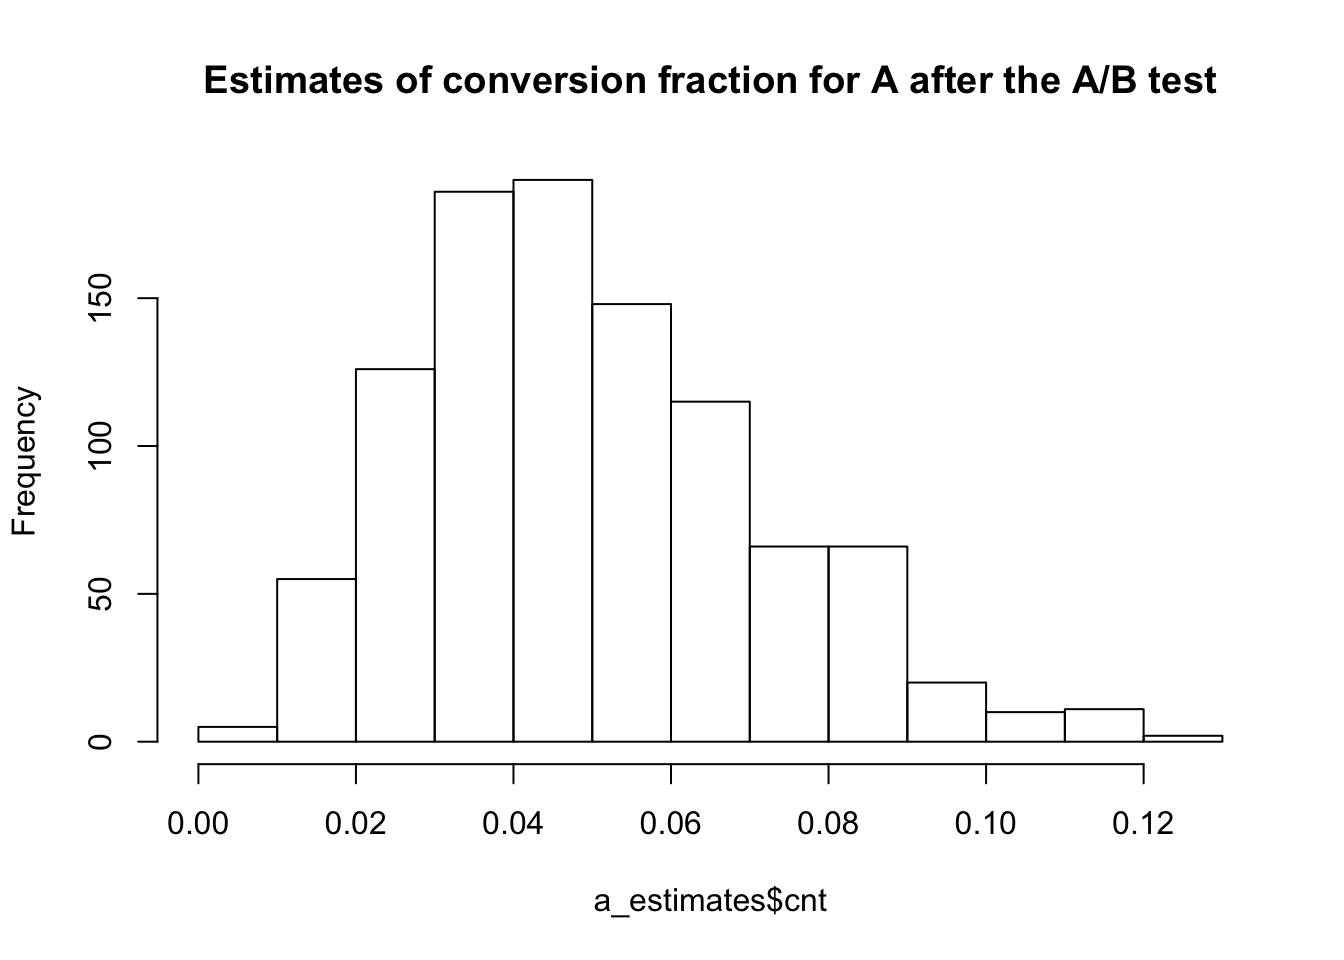 Estimates of conversion fraction for A after the A/B test
Frequency
150
100
50
0
0.00 0.02 0.04 0.06 0.08 0.10 0.12
a_estimates$cnt